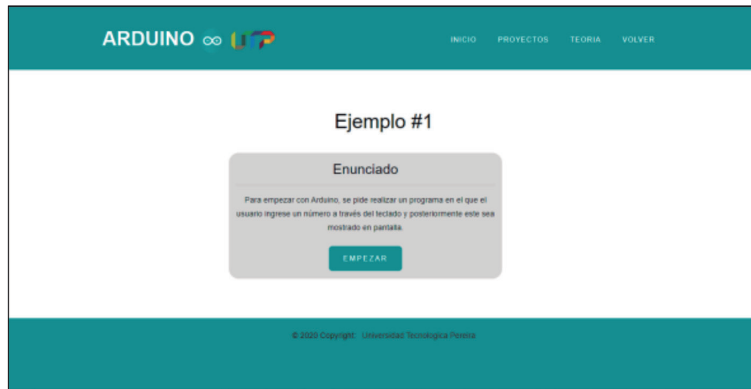 ARDUINO UTP
INICIO PROYECTOS TEORIA VOLVER
Ejemplo #1
Enunciado
Para empezar con Arduino, se pide realizar un programa en el que el
usuario ingrese un número a través del teclado y posteriormente este sea
mostrado en pantalla.
EMPEZAR
© 2020 Copyright: Universidad Tecnologica Pereira